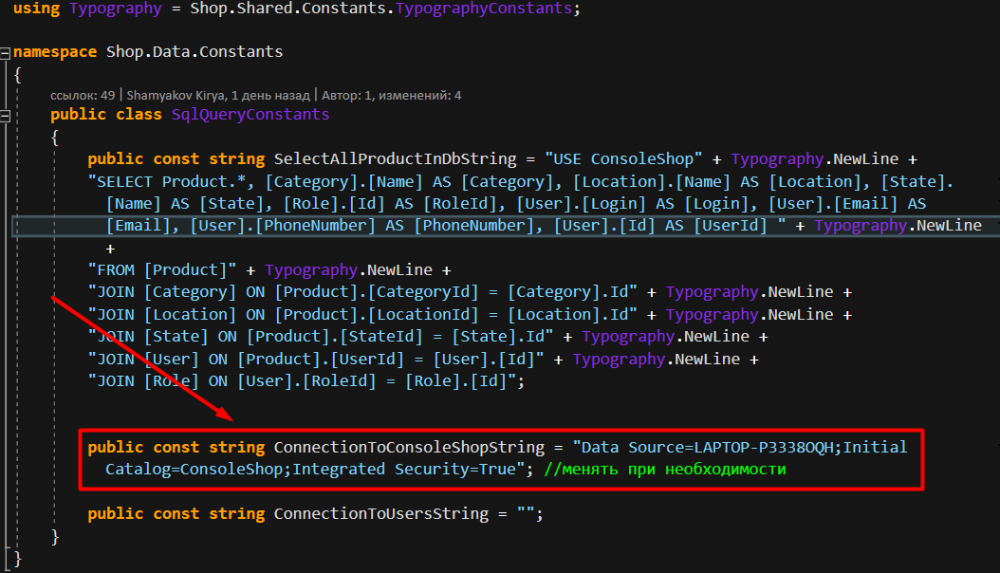 using Typography = Shop.Shared.Constants.TypographyConstants;
namespace Shop.Data.Constants
{
ссылок: 49 | Shamyakov Kirya, 1 день назад | Автор: 1, изменений: 4
public class SqlQueryConstants
{
public const string SelectAllProductInDbString = "USE ConsoleShop" + Typography.NewLine +
"SELECT Product.*, [Category].[Name] AS [Category], [Location].[Name] AS [Location], [State].
[Name] AS [State], [Role].[Id] AS [RoleId], [User].[Login] AS [Login], [User].[Email] AS
[Email], [User].[PhoneNumber] AS [PhoneNumber], [User].[Id] AS [UserId] " + Typography.NewLine
+
"FROM [Product]" + Typography.NewLine +
"JOIN [Category] ON [Product].[CategoryId] = [Category].Id" + Typography.NewLine +
"JOIN [Location] ON [Product].[LocationId] = [Location].Id" + Typography.NewLine +
"JOIN [State] ON [Product].[StateId] = [State].Id" + Typography.NewLine +
"JOIN [User] ON [Product].[UserId] = [User].[Id]" + Typography.NewLine +
"JOIN [Role] ON [User].[RoleId] = [Role].[Id]";
public const string ConnectionToConsoleShopString = "Data Source=LAPTOP-P3338OQH;Initial
Catalog=ConsoleShop;Integrated Security=True"; //менять при необходимости
public const string ConnectionToUsersString = "";
}
}